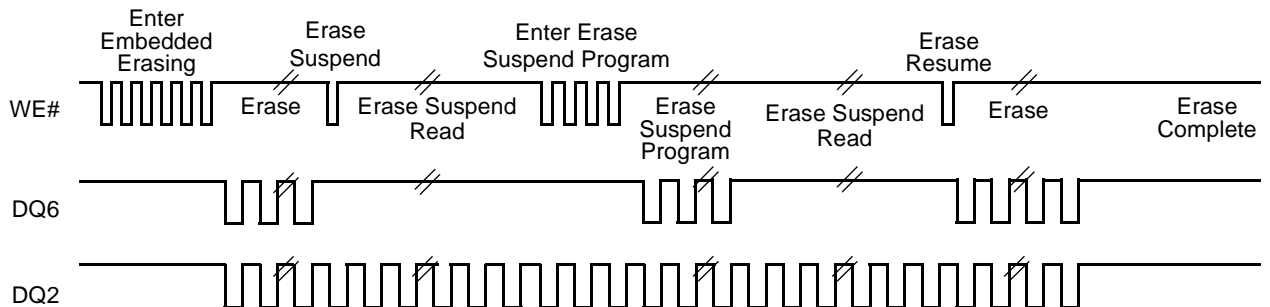 Enter
Embedded
Erasing
Erase
Suspend
Enter Erase
Suspend Program
Erase
Resume
WE#
Erase
Erase Suspend
Read
Erase
Suspend
Program
Erase Suspend
Read
Erase
Erase
Complete
DQ6
DQ2